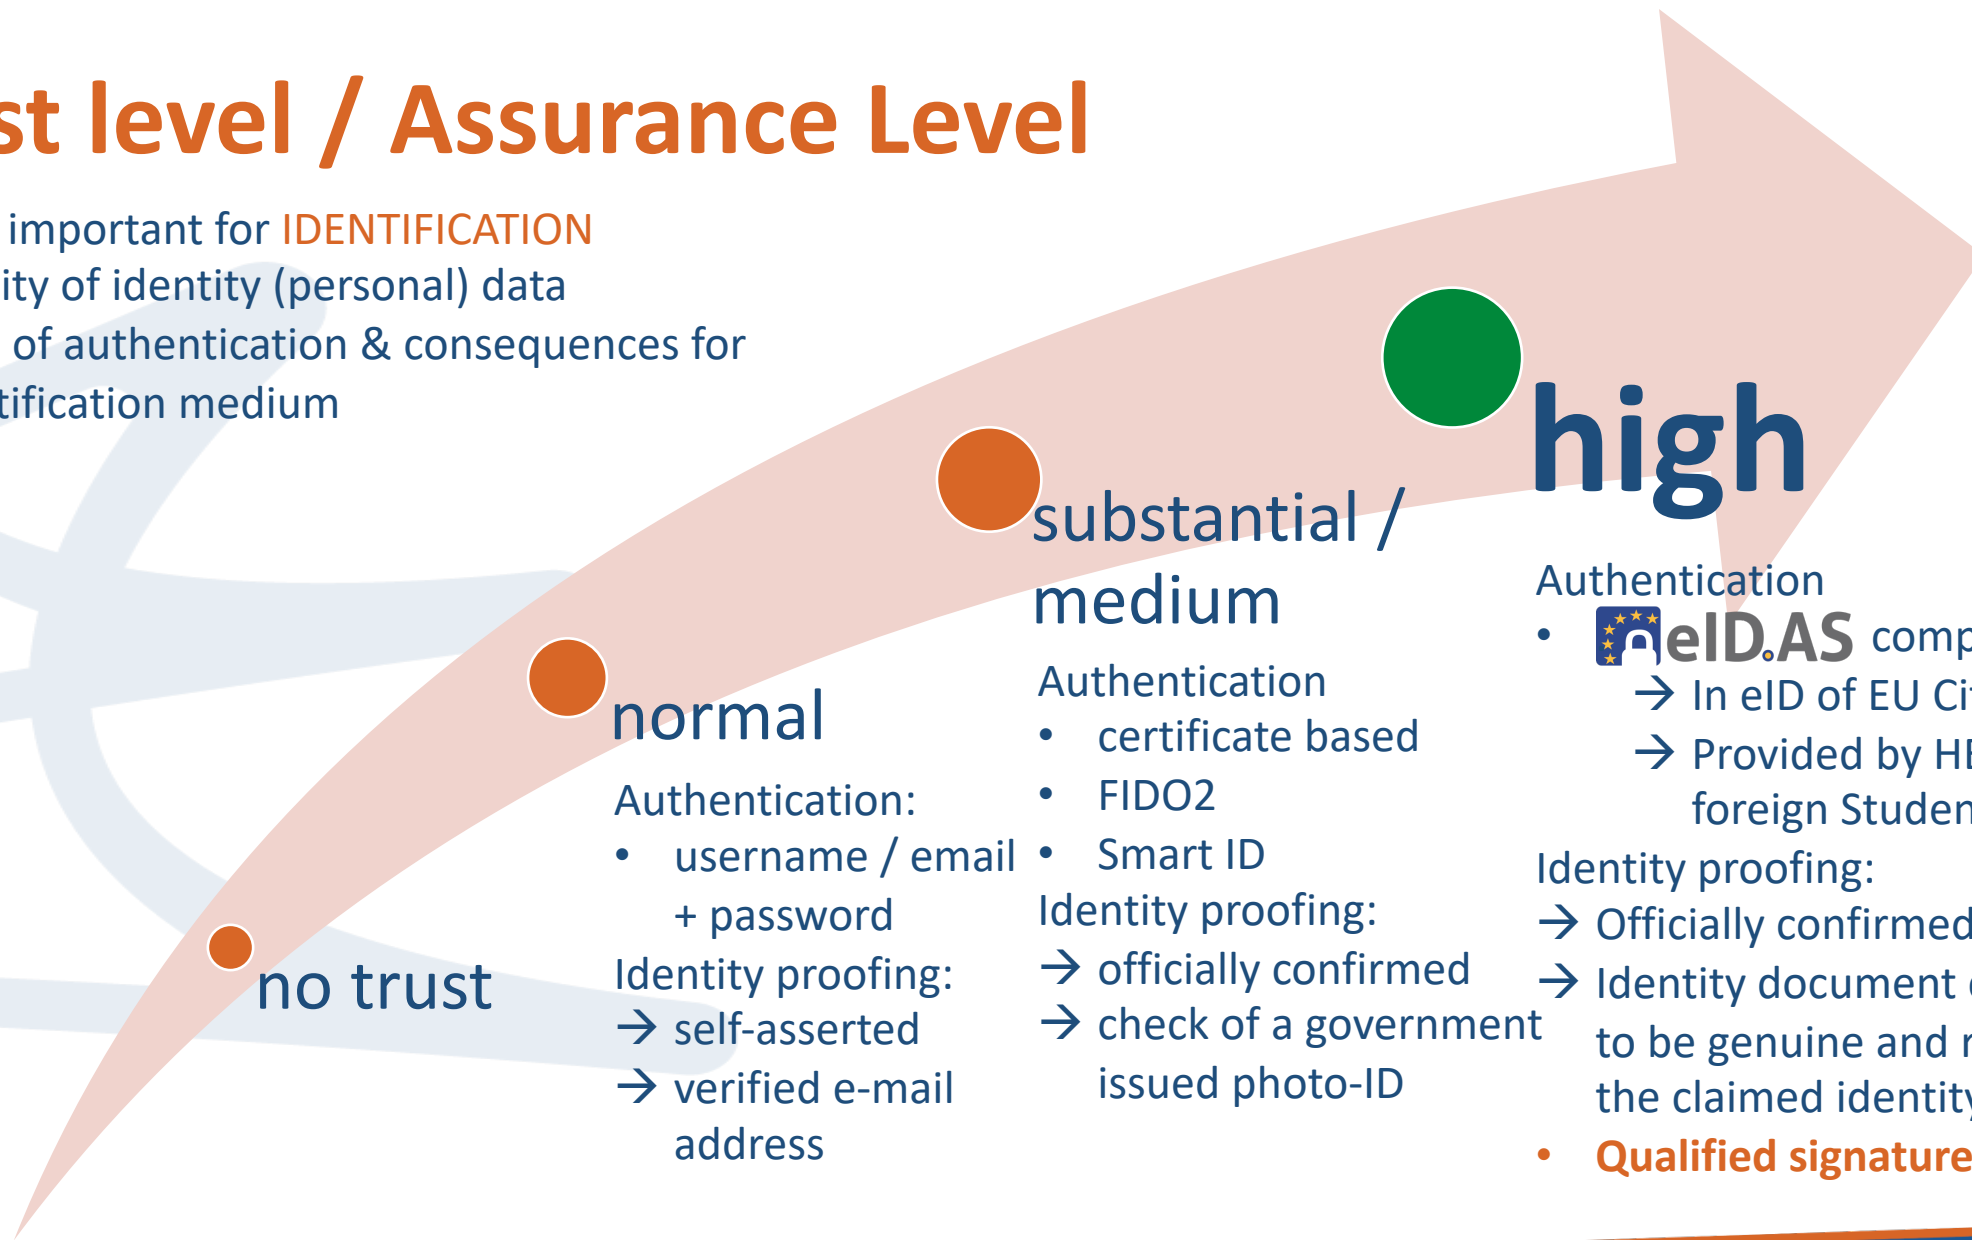 st level / Assurance Level
important for IDENTIFICATION
ity of identity (personal) data
of authentication & consequences for
tification medium
no trust
normal
Authentication:
• username / email
+ password
Identity proofing:
→ self-asserted
→ verified e-mail
address
substantial /
medium
Authentication
• certificate based
• FIDO2
• Smart ID
Identity proofing:
→ officially confirmed
→ check of a government
issued photo-ID
high
Authentication
• eID.AS comp
→ In eID of EU Cit
→ Provided by HE
foreign Studen
Identity proofing:
→ Officially confirmed
→ Identity document
to be genuine and r
the claimed identity
• Qualified signature